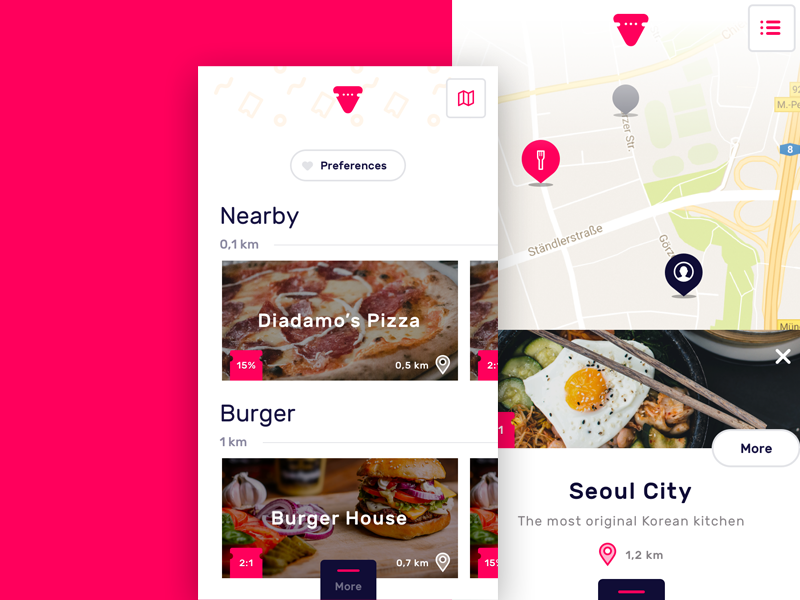 Preferences
Nearby
0,1 km
Diadamo's Pizza
15%
0,5 km
2:1
Burger
1 km
Burger House
2:1
0,7 km
15%
More
zer Str.
Ständlerstraße
Görz
92
M.-Pe
8
Mün
1
More
Seoul City
The most original Korean kitchen
1,2 km